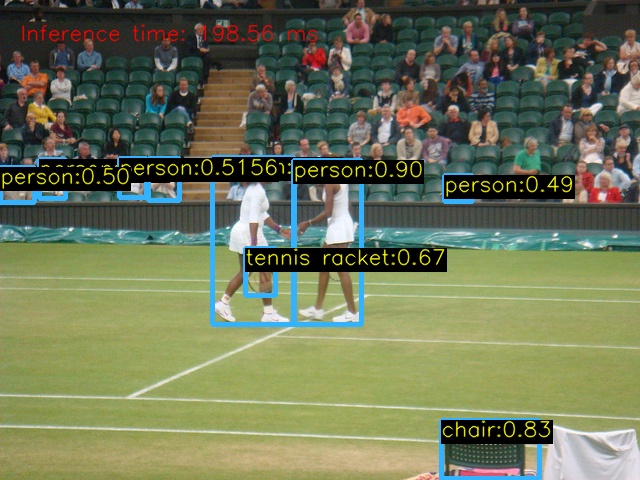 Inference time: 198.56 ms
person:0.5156
person:0.90
person:0.50
person:0.49
tennis racket:0.67
chair:0.83